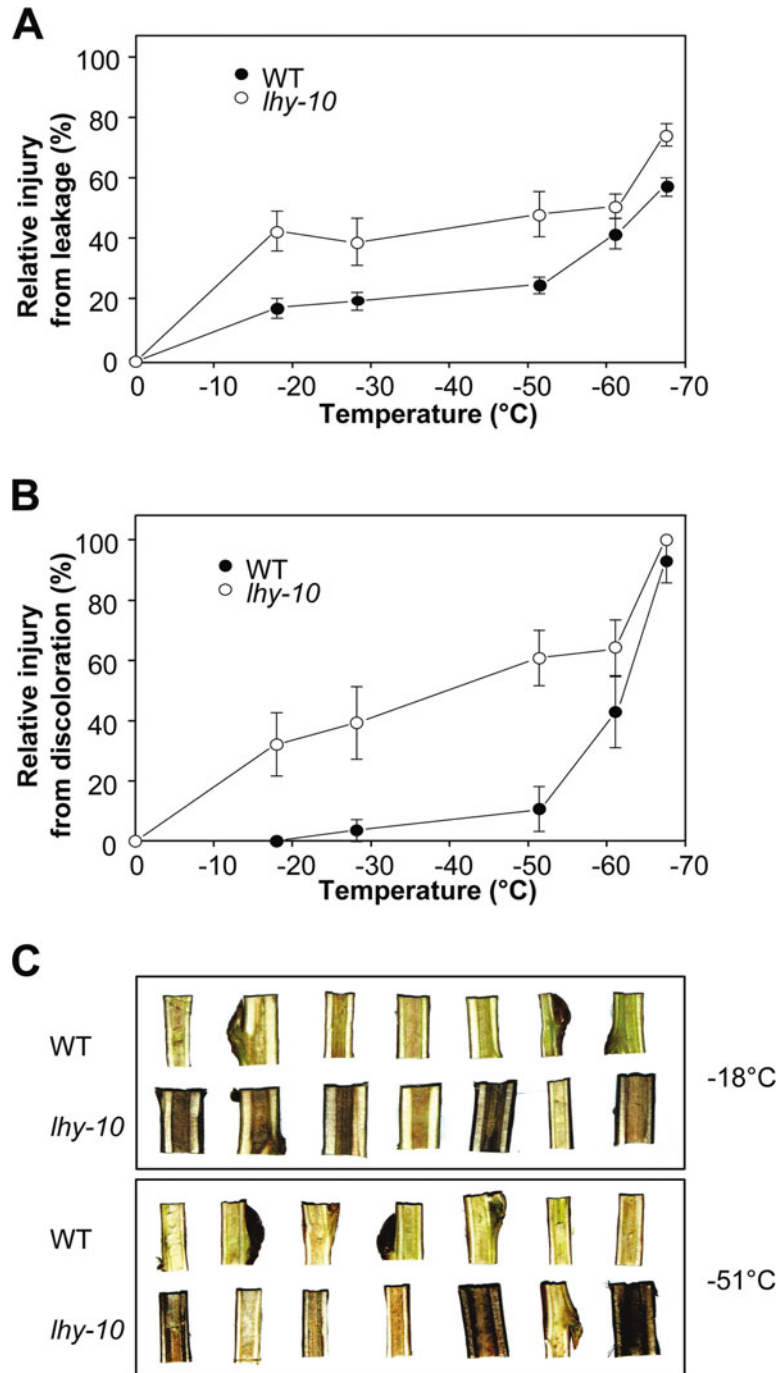 A
100
80
60
40
20
0
WT
lhy-10
Relative injury
from leakage (%)
0 -10 -20 -30 -40 -50 -60 -70
Temperature (°C)
B
100
80
60
40
20
0
WT
lhy-10
Relative injury
from discoloration (%)
0 -10 -20 -30 -40 -50 -60 -70
Temperature (°C)
C
WT
lhy-10
-18°C
WT
lhy-10
-51°C